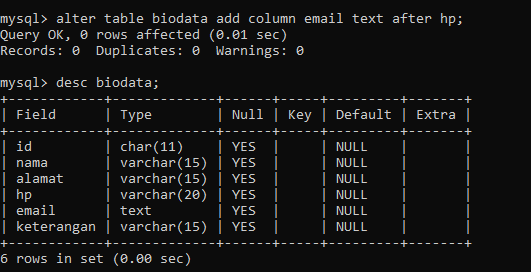 mysql> alter table biodata add column email text after hp;
Query OK, 0 rows affected (0.01 sec)
Records: 0  Duplicates: 0  Warnings: 0
mysql> desc biodata;
+------------+-------------+------+-----+---------+-------+
| Field      | Type        | Null | Key | Default | Extra |
+------------+-------------+------+-----+---------+-------+
| id         | char(11)    | YES  |     | NULL    |       |
| nama       | varchar(15) | YES  |     | NULL    |       |
| alamat     | varchar(15) | YES  |     | NULL    |       |
| hp         | varchar(20) | YES  |     | NULL    |       |
| email      | text        | YES  |     | NULL    |       |
| keterangan | varchar(15) | YES  |     | NULL    |       |
+------------+-------------+------+-----+---------+-------+
6 rows in set (0.00 sec)